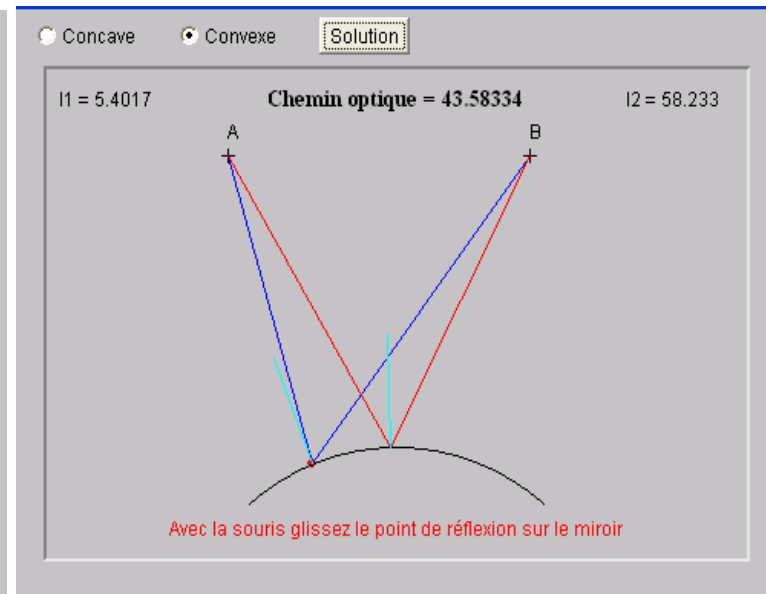 Concave Convexe Solution
I1 = 5.4017 Chemin optique = 43.58334 I2 = 58.233
A B
Avec la souris glissez le point de réflexion sur le miroir